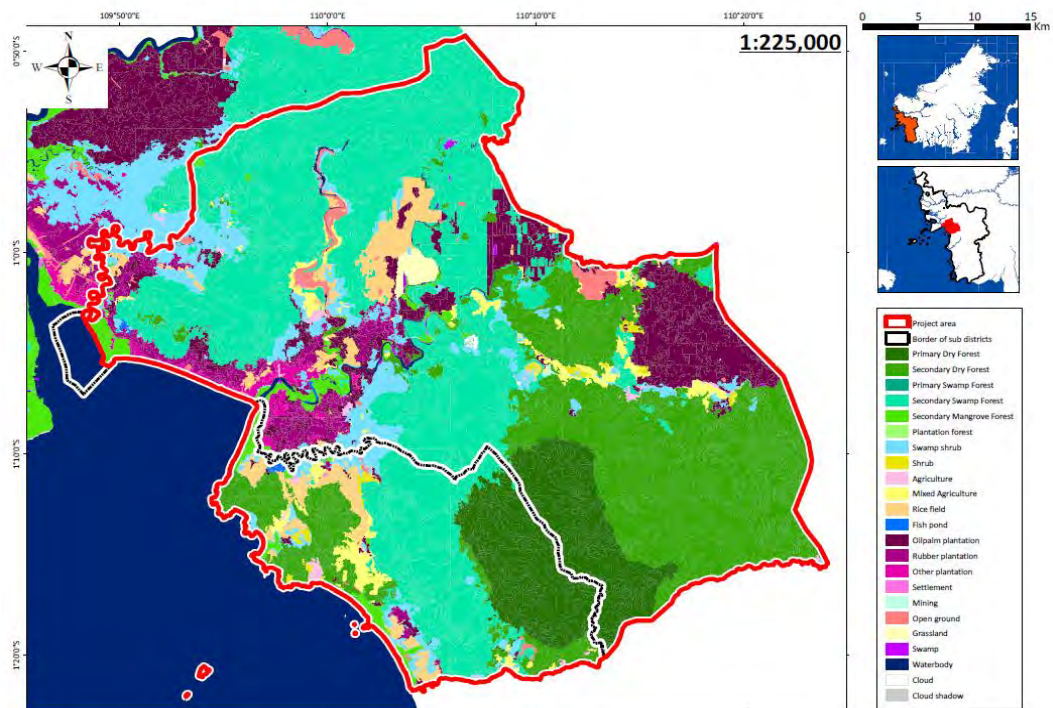 109°50'0"E 110°0'0"E 110°10'0"E 110°20'0"E
0 5 10 15
Km
0°50'0"S
N
W E
S
1:225,000
1°0'0"S
1°10'0"S
1°20'0"S
Project area
Border of sub districts
Primary Dry Forest
Secondary Dry Forest
Primary Swamp Forest
Secondary Swamp Forest
Secondary Mangrove Forest
Plantation forest
Swamp shrub
Shrub
Agriculture
Mixed Agriculture
Rice field
Fish pond
Oilpalm plantation
Rubber plantation
Other plantation
Settlement
Mining
Open ground
Grassland
Swamp
Waterbody
Cloud
Cloud shadow